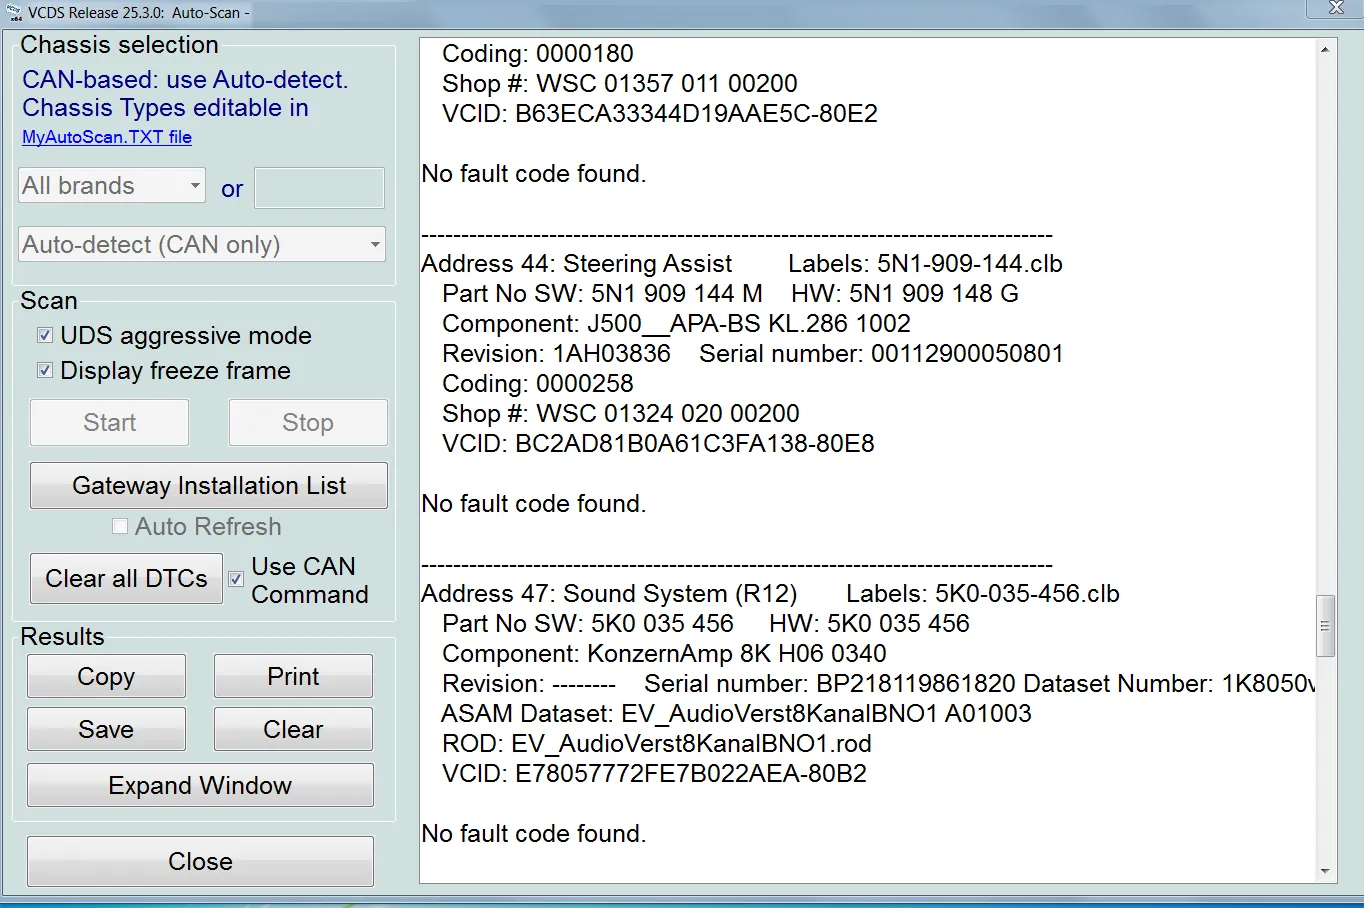 VCDS Release 25.3.0: Auto-Scan -
Chassis selection
CAN-based: use Auto-detect.
Chassis Types editable in
MyAutoScan.TXT file
All brands
or
Auto-detect (CAN only)
Scan
UDS aggressive mode
Display freeze frame
Start
Stop
Gateway Installation List
Auto Refresh
Clear all DTCs
Use CAN
Command
Results
Copy
Print
Save
Clear
Expand Window
Close
Coding: 0000180
Shop #: WSC 01357 011 00200
VCID: B63ECA33344D19AAE5C-80E2
No fault code found.
-------------------------------------------------------------------------------
Address 44: Steering Assist Labels: 5N1-909-144.clb
Part No SW: 5N1 909 144 M HW: 5N1 909 148 G
Component: J500__APA-BS KL.286 1002
Revision: 1AH03836 Serial number: 00112900050801
Coding: 0000258
Shop #: WSC 01324 020 00200
VCID: BC2AD81B0A61C3FA138-80E8
No fault code found.
-------------------------------------------------------------------------------
Address 47: Sound System (R12) Labels: 5K0-035-456.clb
Part No SW: 5K0 035 456 HW: 5K0 035 456
Component: KonzernAmp 8K H06 0340
Revision: -------- Serial number: BP218119861820 Dataset Number: 1K8050v
ASAM Dataset: EV_AudioVerst8KanalBNO1 A01003
ROD: EV_AudioVerst8KanalBNO1.rod
VCID: E78057772FE7B022AEA-80B2
No fault code found.